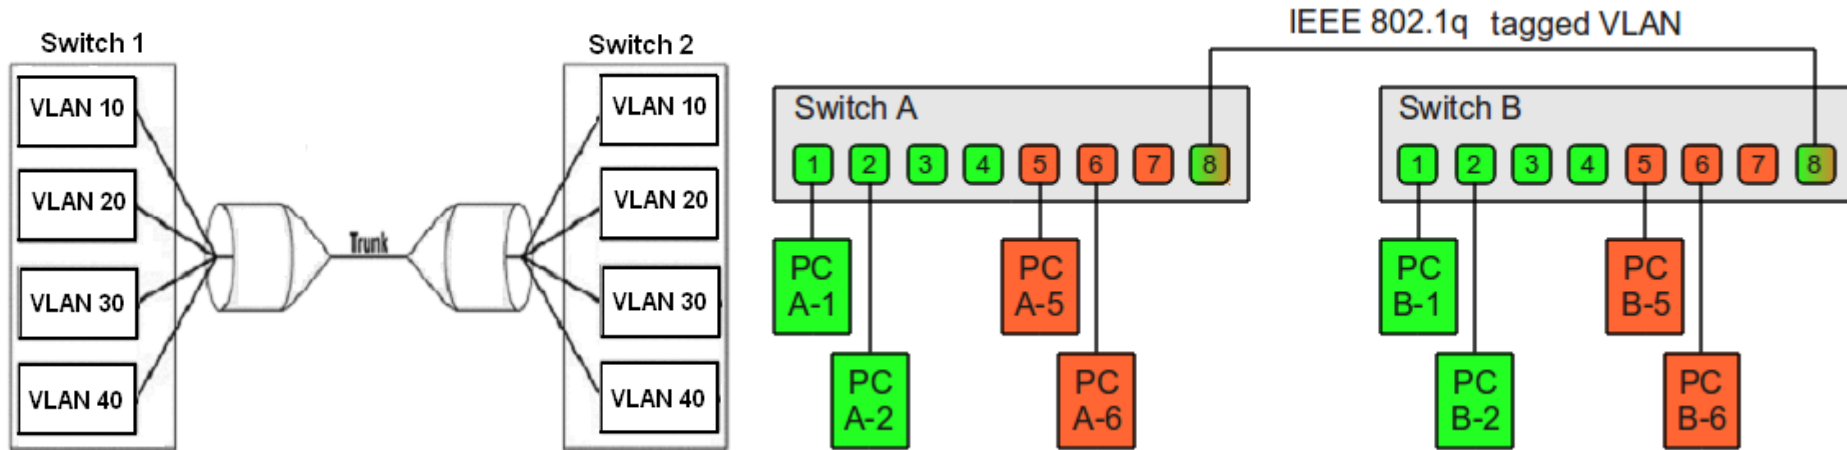 Switch 1
VLAN 10
VLAN 20
VLAN 30
VLAN 40
Trunk
Switch 2
VLAN 10
VLAN 20
VLAN 30
VLAN 40
IEEE 802.1q tagged VLAN
Switch A
1 2 3 4 5 6 7 8
PC
A-1
PC
A-2
PC
A-5
PC
A-6
Switch B
1 2 3 4 5 6 7 8
PC
B-1
PC
B-2
PC
B-5
PC
B-6